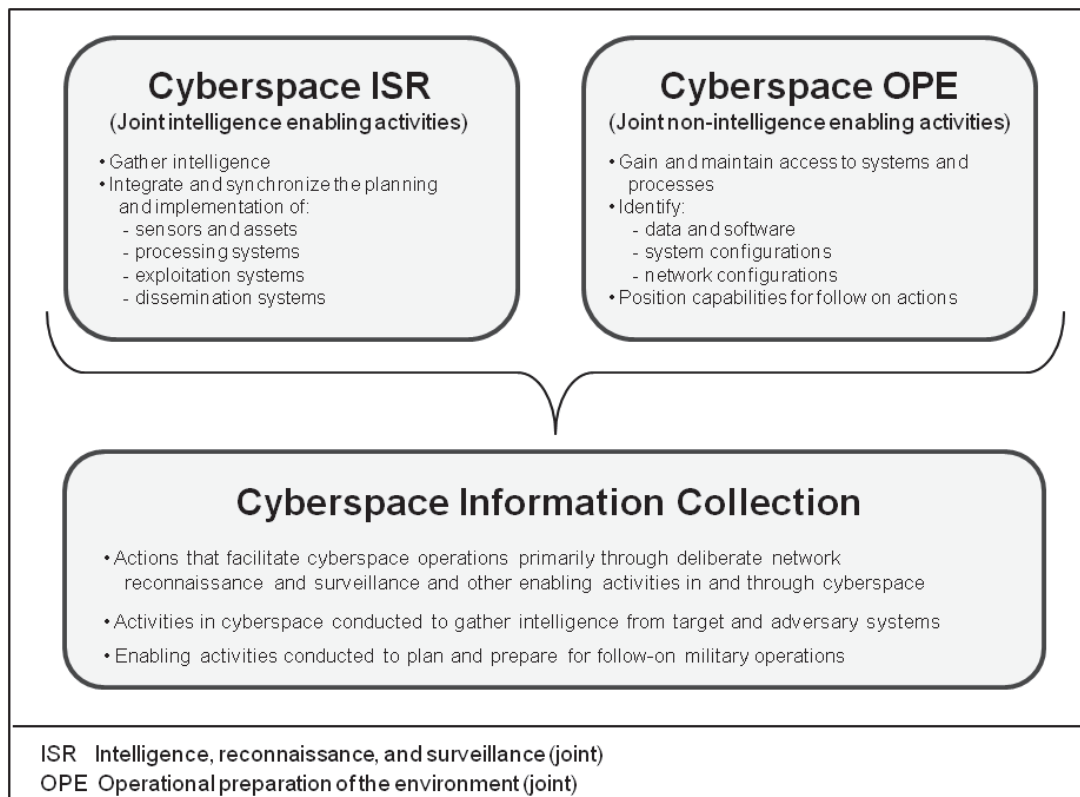 Cyberspace ISR
(Joint intelligence enabling activities)
• Gather intelligence
• Integrate and synchronize the planning
and implementation of:
- sensors and assets
- processing systems
- exploitation systems
- dissemination systems
Cyberspace OPE
(Joint non-intelligence enabling activities)
• Gain and maintain access to systems and
processes
• Identify:
- data and software
- system configurations
- network configurations
• Position capabilities for follow on actions
Cyberspace Information Collection
• Actions that facilitate cyberspace operations primarily through deliberate network
reconnaissance and surveillance and other enabling activities in and through cyberspace
• Activities in cyberspace conducted to gather intelligence from target and adversary systems
• Enabling activities conducted to plan and prepare for follow-on military operations
ISR Intelligence, reconnaissance, and surveillance (joint)
OPE Operational preparation of the environment (joint)